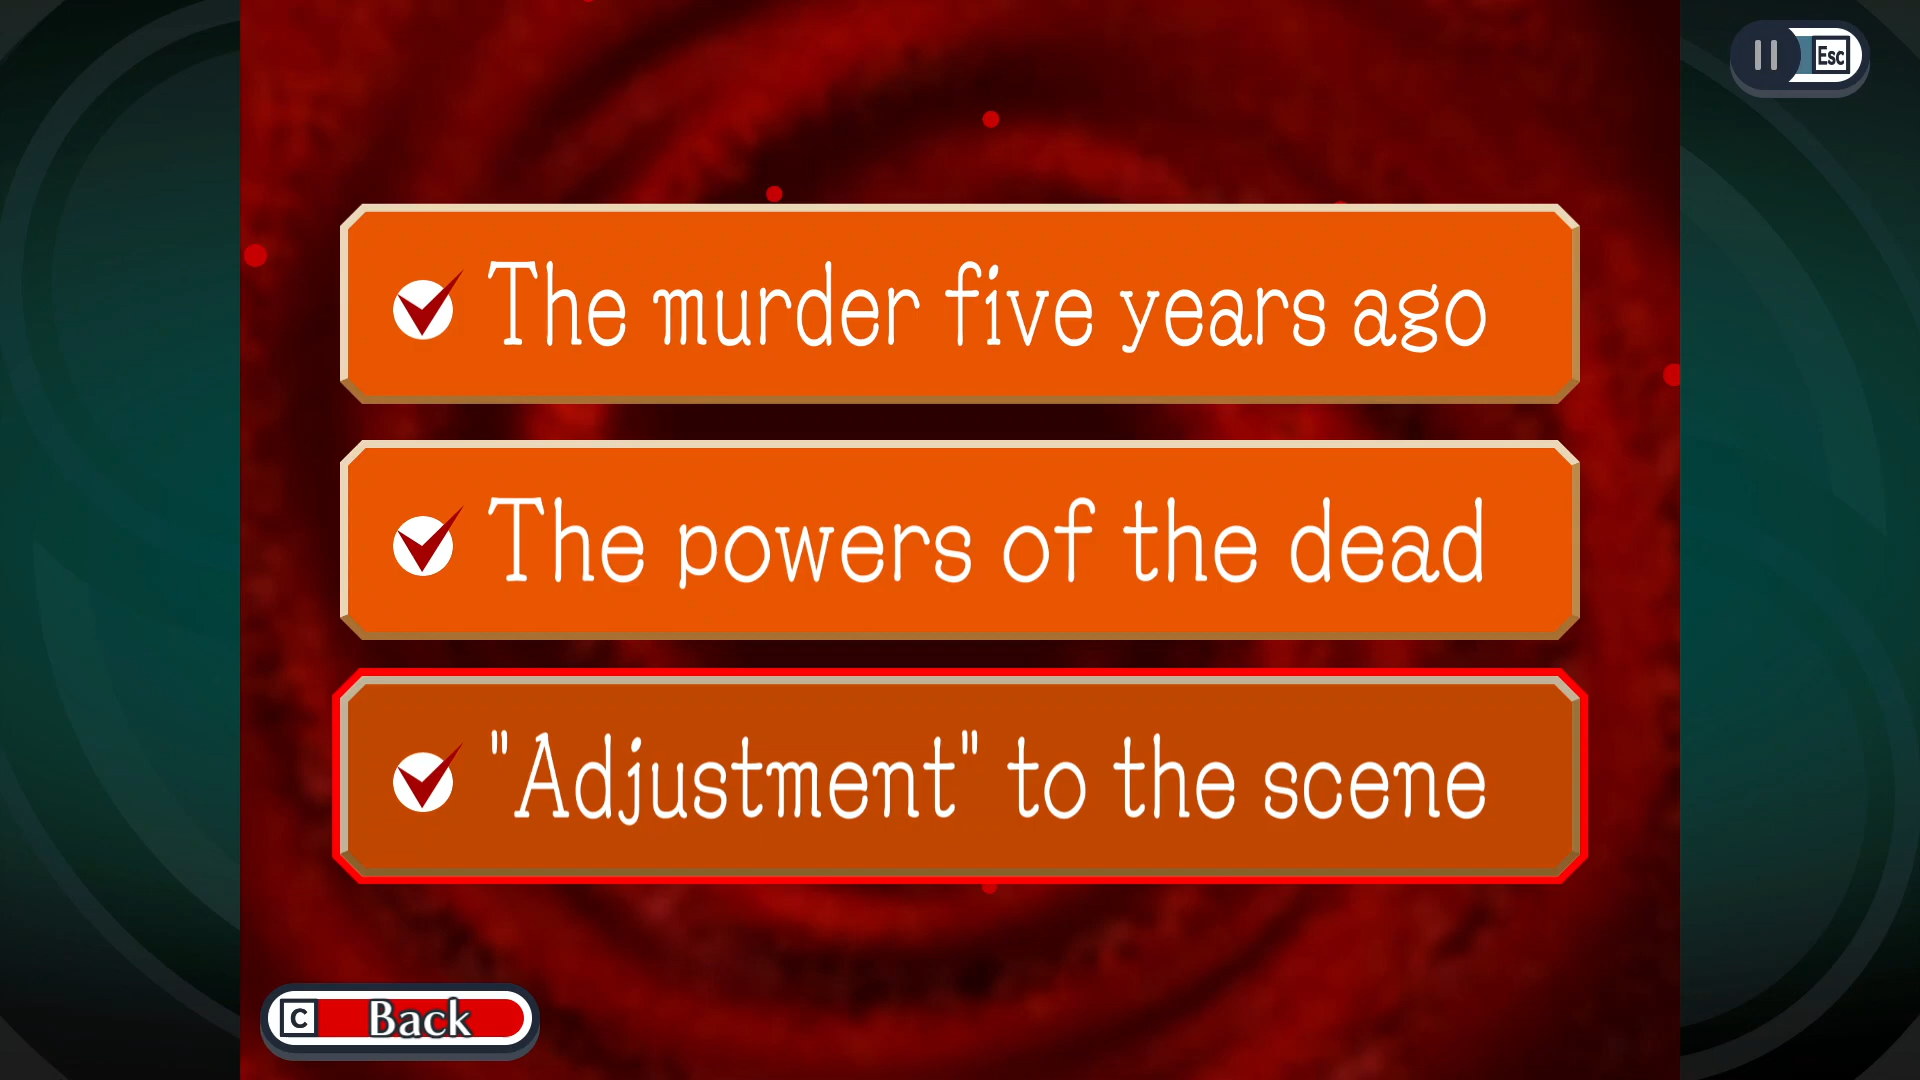 Esc
The murder five years ago
The powers of the dead
"Adjustment" to the scene
C Back